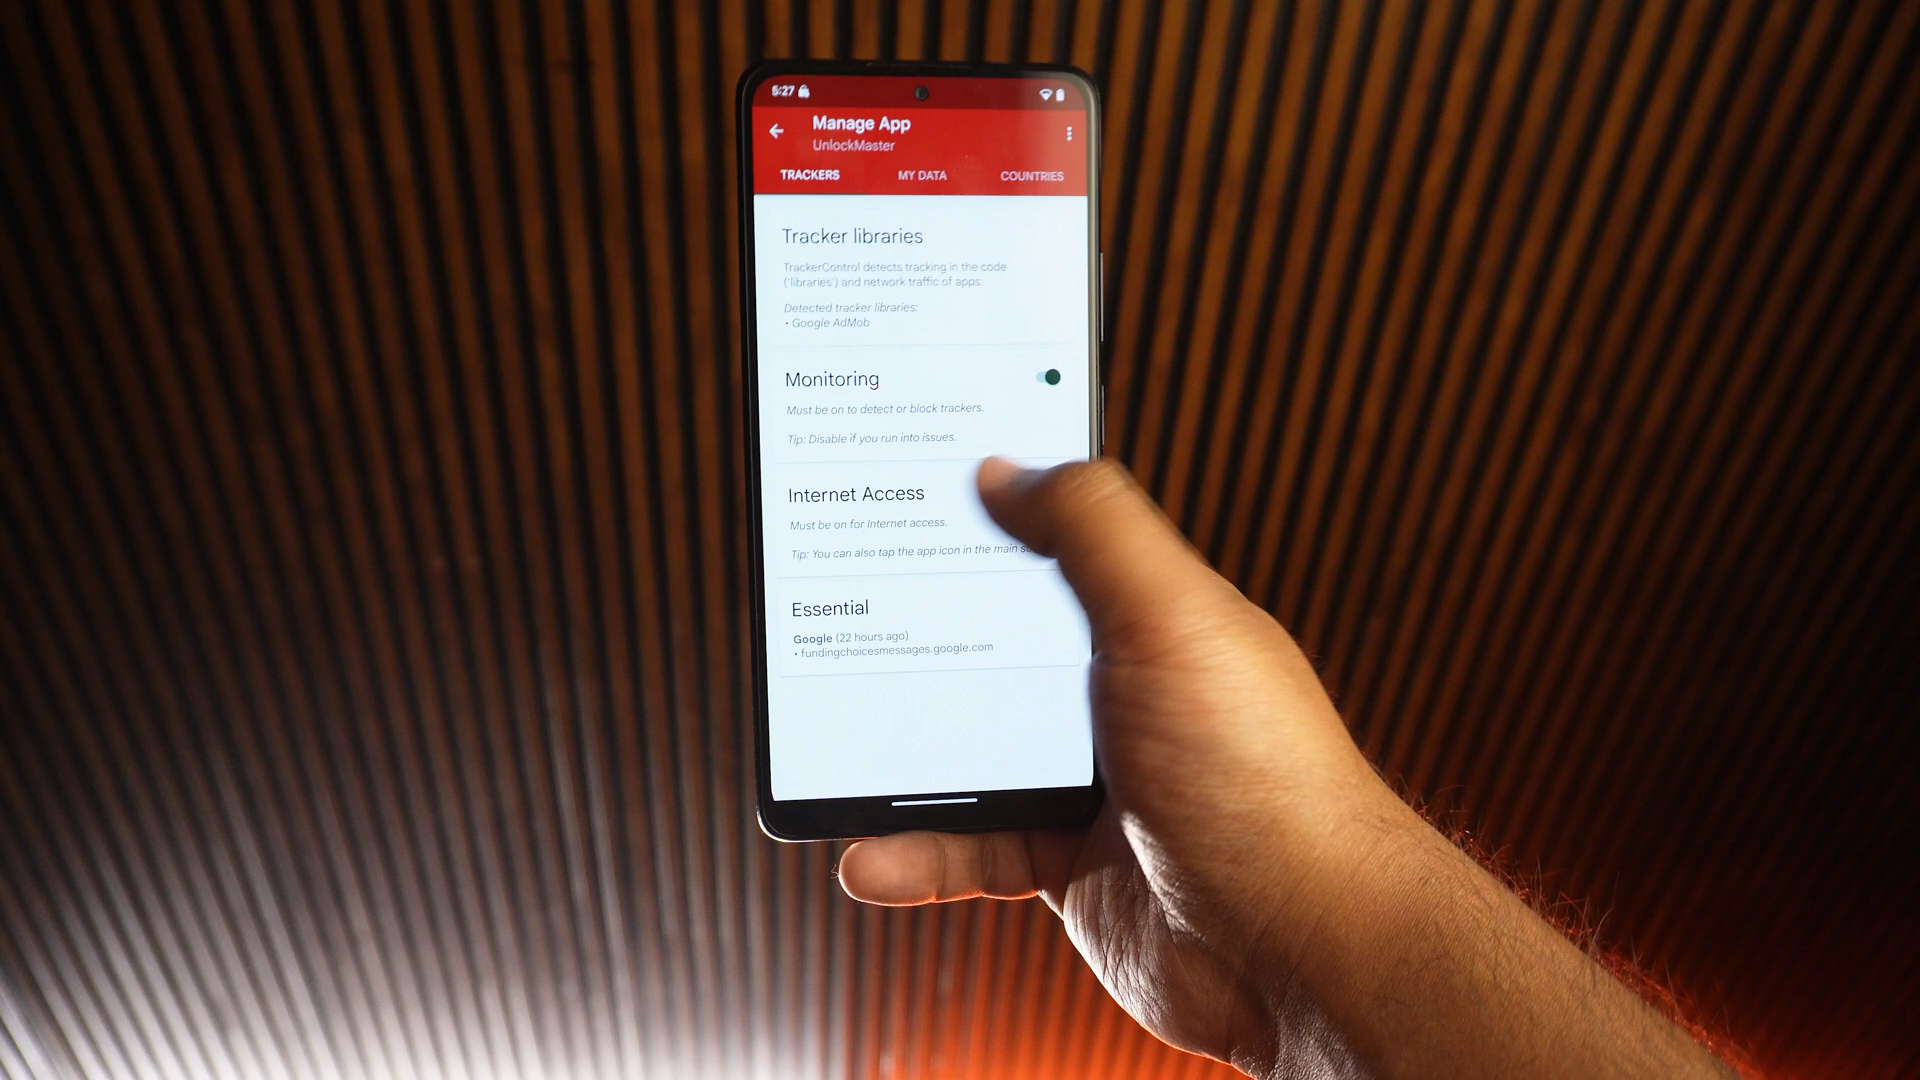 5:27
Manage App
UnlockMaster
TRACKERS MY DATA COUNTRIES
Tracker libraries
TrackerControl detects tracking in the code
('libraries') and network traffic of apps.
Detected tracker libraries:
• Google AdMob
Monitoring
Must be on to detect or block trackers.
Tip: Disable if you run into issues.
Internet Access
Must be on for Internet access.
Tip: You can also tap the app icon in the main
Essential
Google (22 hours ago)
• fundingchoicesmessages.google.com